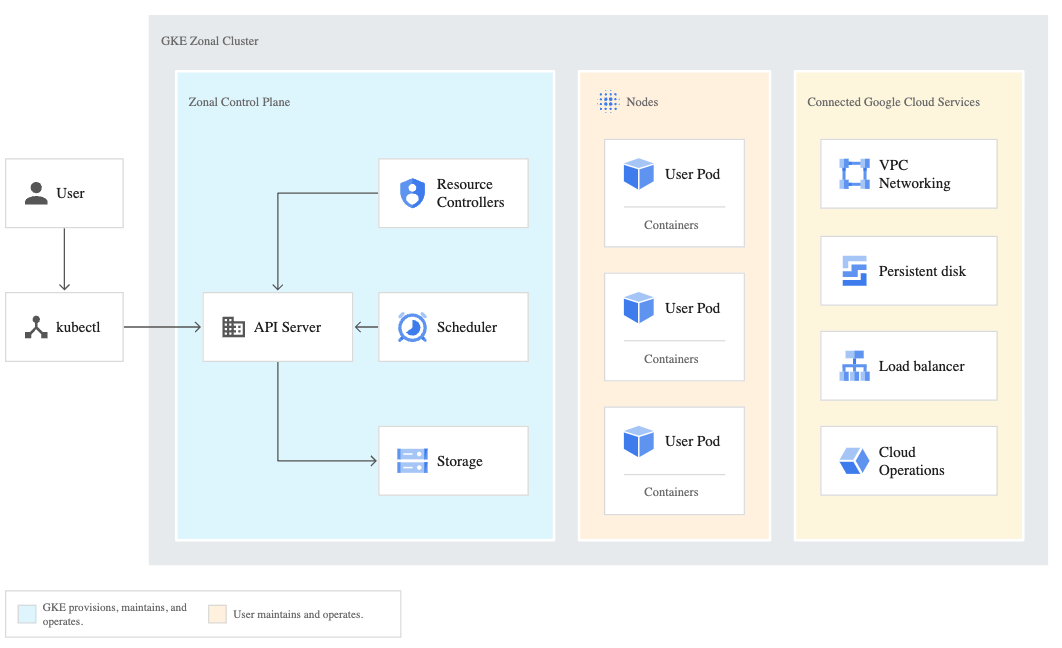 GKE Zonal Cluster
Zonal Control Plane
User
kubectl
Resource
Controllers
API Server
Scheduler
Storage
Nodes
User Pod
Containers
User Pod
Containers
User Pod
Containers
Connected Google Cloud Services
VPC
Networking
Persistent disk
Load balancer
Cloud
Operations
GKE provisions, maintains, and
operates.
User maintains and operates.